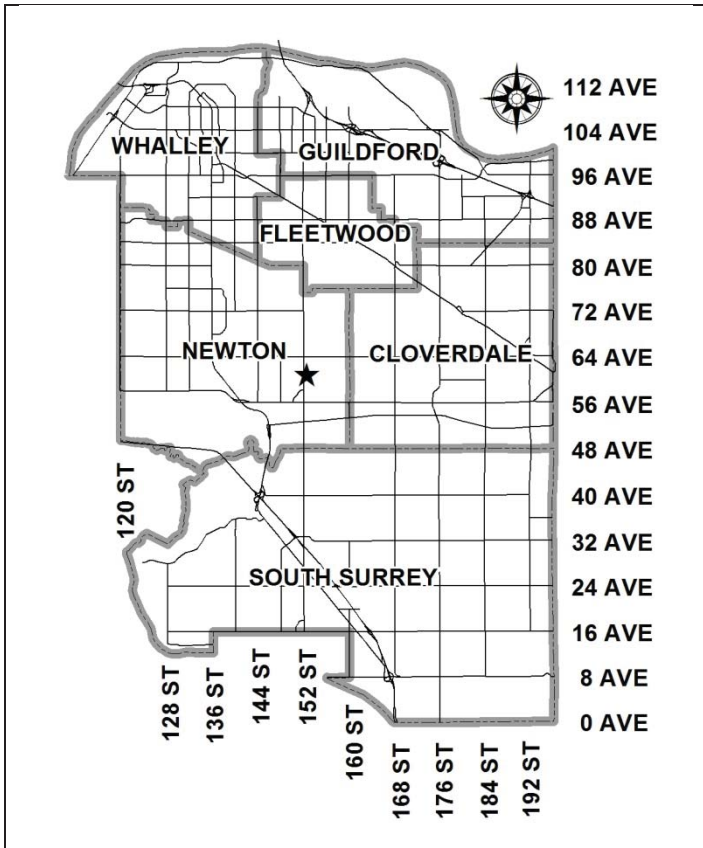 112 AVE
104 AVE
WHALLEY
GUILDFORD
96 AVE
88 AVE
FLEETWOOD
80 AVE
72 AVE
NEWTON
CLOVERDALE
64 AVE
56 AVE
48 AVE
120 ST
40 AVE
32 AVE
SOUTH SURREY
24 AVE
16 AVE
8 AVE
0 AVE
128 ST
136 ST
144 ST
152 ST
160 ST
168 ST
176 ST
184 ST
192 ST